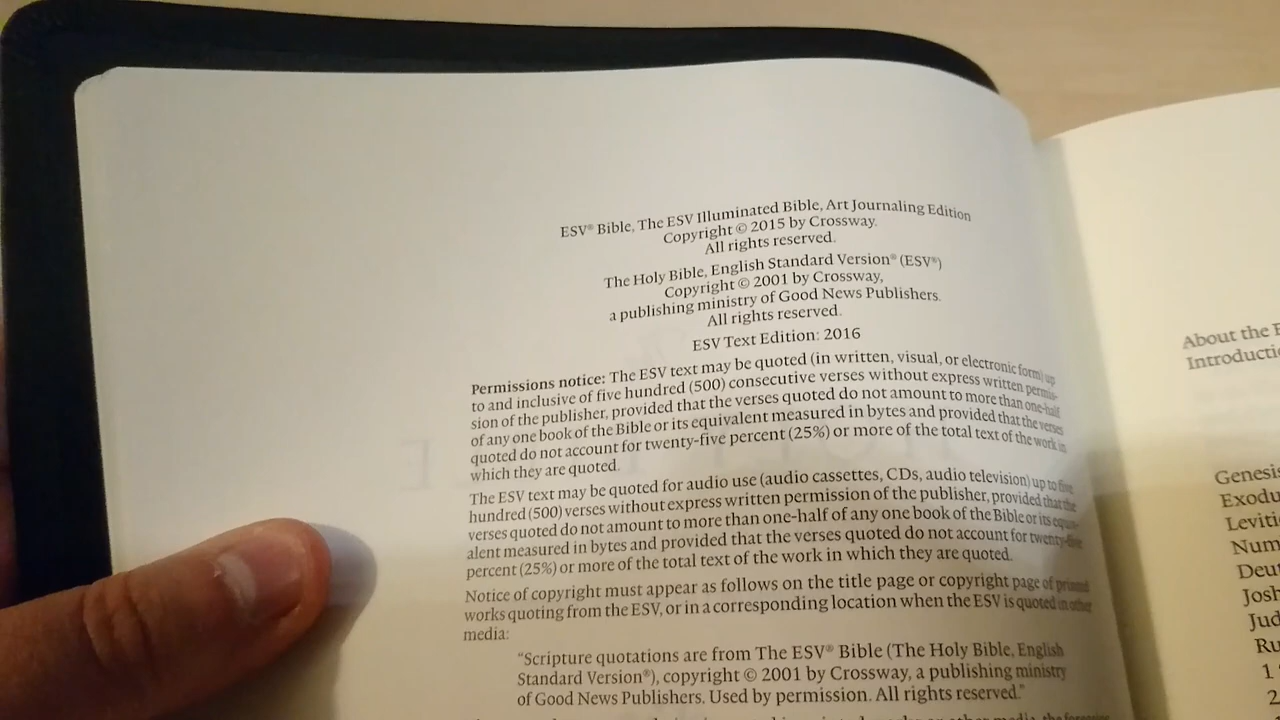 ESV® Bible, The ESV Illuminated Bible, Art Journaling Edition
Copyright © 2015 by Crossway.
All rights reserved.
The Holy Bible, English Standard Version® (ESV®)
Copyright © 2001 by Crossway,
a publishing ministry of Good News Publishers.
All rights reserved.
ESV Text Edition: 2016
Permissions notice: The ESV text may be quoted (in written, visual, or electronic form) up
to and inclusive of five hundred (500) consecutive verses without express written permis-
sion of the publisher, provided that the verses quoted do not amount to more than one-half
of any one book of the Bible or its equivalent measured in bytes and provided that the verses
quoted do not account for twenty-five percent (25%) or more of the total text of the work in
which they are quoted.
The ESV text may be quoted for audio use (audio cassettes, CDs, audio television) up to five
hundred (500) verses without express written permission of the publisher, provided that the
verses quoted do not amount to more than one-half of any one book of the Bible or its equiv-
alent measured in bytes and provided that the verses quoted do not account for twenty-five
percent (25%) or more of the total text of the work in which they are quoted.
Notice of copyright must appear as follows on the title page or copyright page of printed
works quoting from the ESV, or in a corresponding location when the ESV is quoted in other
media:
"Scripture quotations are from The ESV® Bible (The Holy Bible, English
Standard Version®), copyright © 2001 by Crossway, a publishing ministry
of Good News Publishers. Used by permission. All rights reserved."
About the
Introductio
Genesis
Exodu
Leviti
Num
Deut
Josh
Jud
Ru
1
2